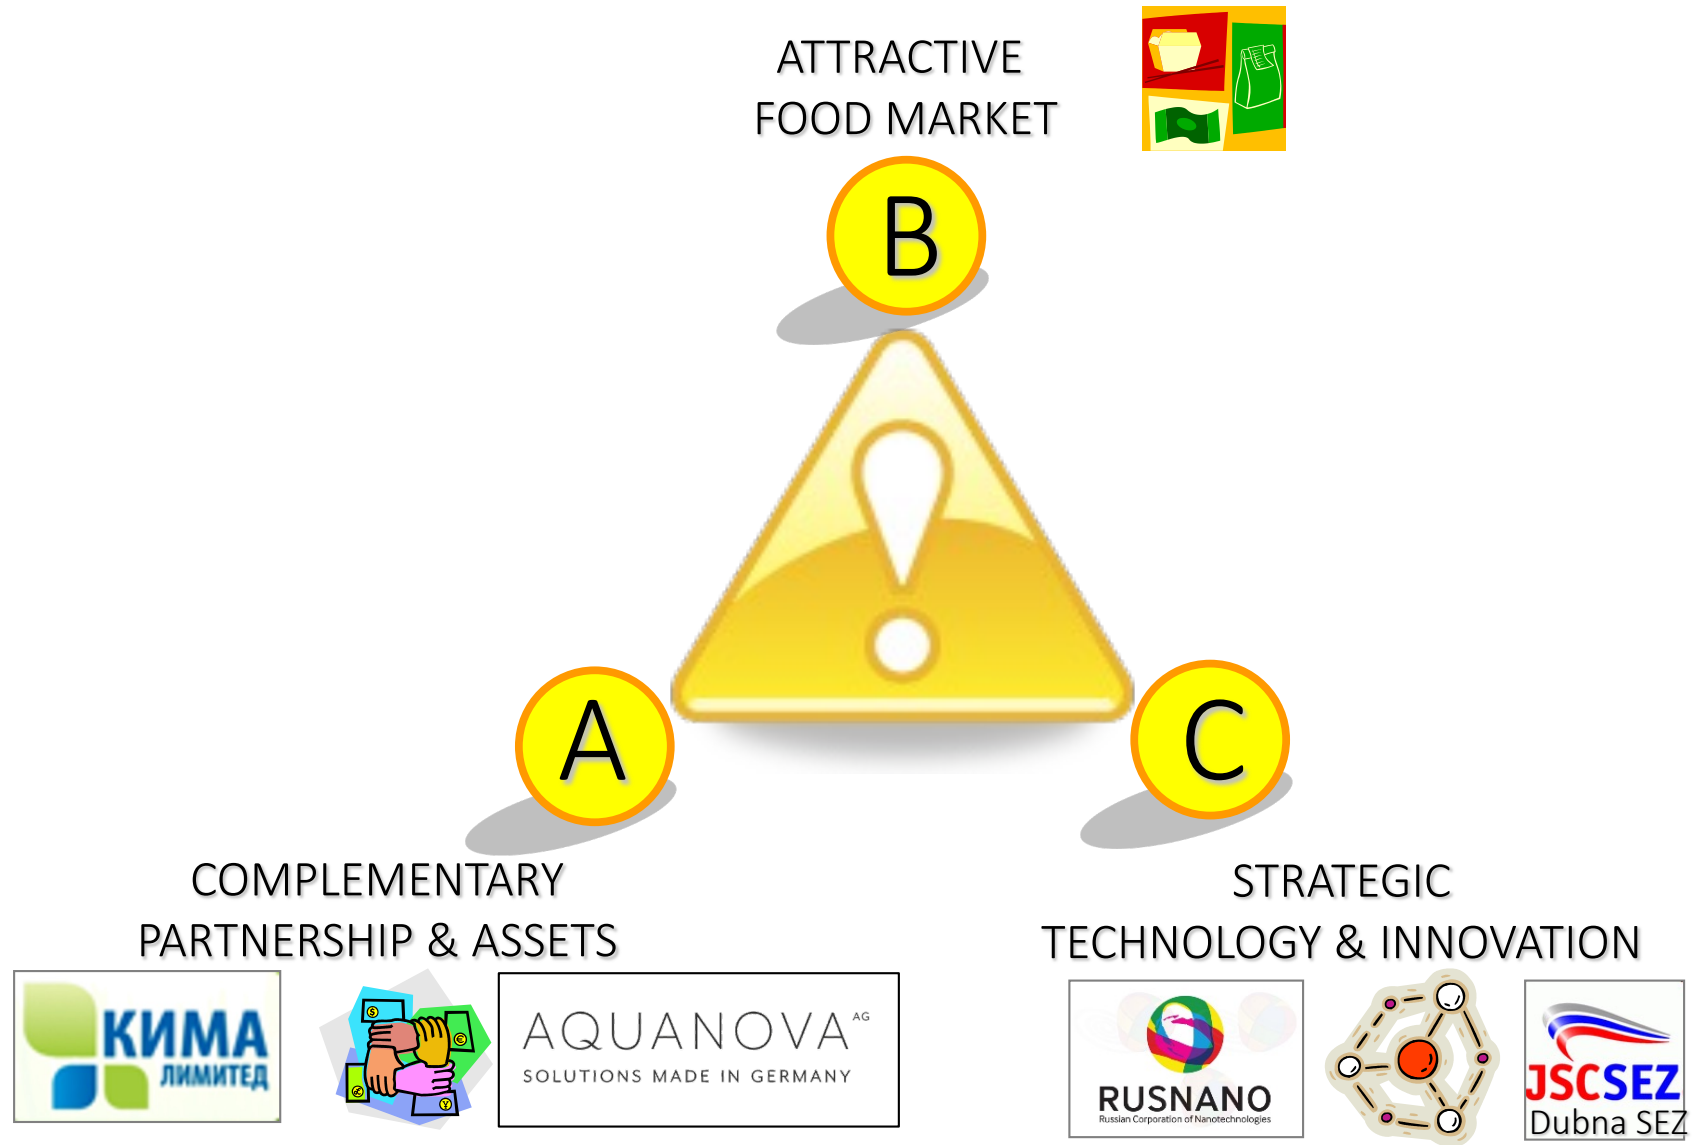 ATTRACTIVE
FOOD MARKET
B
A
C
COMPLEMENTARY
PARTNERSHIP & ASSETS
STRATEGIC
TECHNOLOGY & INNOVATION
КИМА
ЛИМИТЕД
$
€
£
¥
AQUANOVA AG
SOLUTIONS MADE IN GERMANY
RUSNANO
Russian Corporation of Nanotechnologies
JSCSEZ
Dubna SEZ